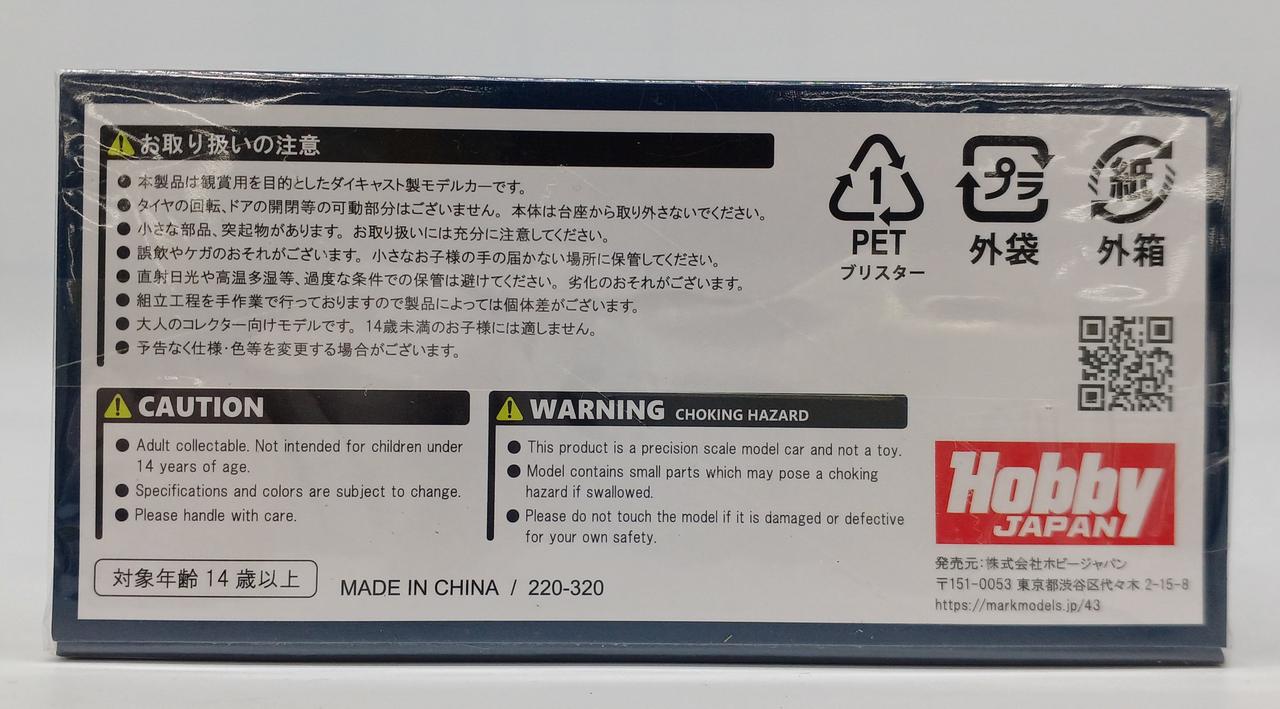 お取り扱いの注意
● 本製品は観賞用を目的としたダイキャスト製モデルカーです。
● タイヤの回転、ドアの開閉等の可動部分はございません。本体は台座から取り外さないでください。
● 小さな部品、突起物があります。お取り扱いには充分に注意してください。
● 誤飲やケガのおそれがございます。小さなお子様の手の届かない場所に保管してください。
● 直射日光や高温多湿等、過度な条件での保管は避けてください。劣化のおそれがございます。
● 組立工程を手作業で行っておりますので製品によっては個体差がございます。
● 大人のコレクター向けモデルです。14歳未満のお子様には適しません。
● 予告なく仕様・色等を変更する場合がございます。
1
PET
ブリスター
プラ
外袋
紙
外箱
CAUTION
● Adult collectable. Not intended for children under
14 years of age.
● Specifications and colors are subject to change.
● Please handle with care.
WARNING CHOKING HAZARD
● This product is a precision scale model car and not a toy.
● Model contains small parts which may pose a choking
hazard if swallowed.
● Please do not touch the model if it is damaged or defective
for your own safety.
対象年齢 14 歳以上
MADE IN CHINA / 220-320
Hobby
JAPAN
発売元:株式会社ホビージャパン
〒151-0053 東京都渋谷区代々木 2-15-8
https://markmodels.jp/43